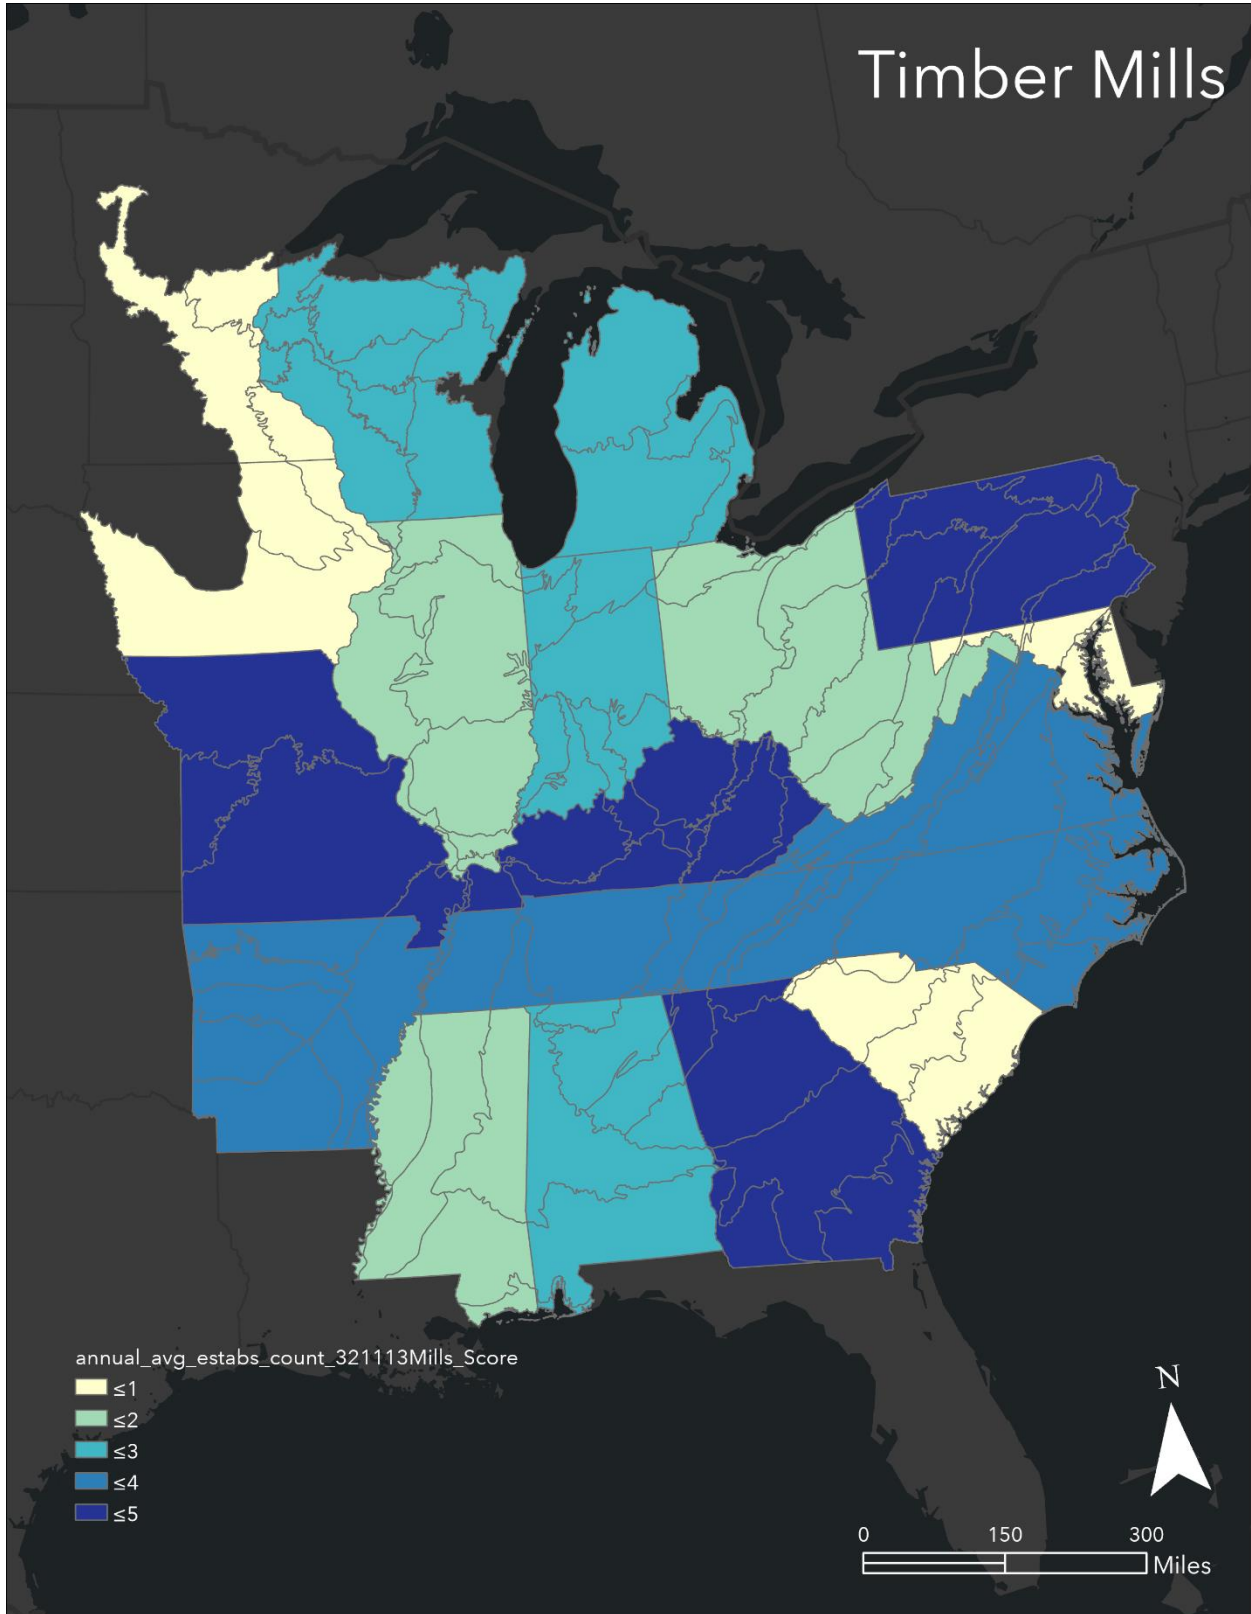 Timber Mills
annual_avg_estabs_count_321113Mills_Score
≤1
≤2
≤3
≤4
≤5
N
0 150 300
Miles